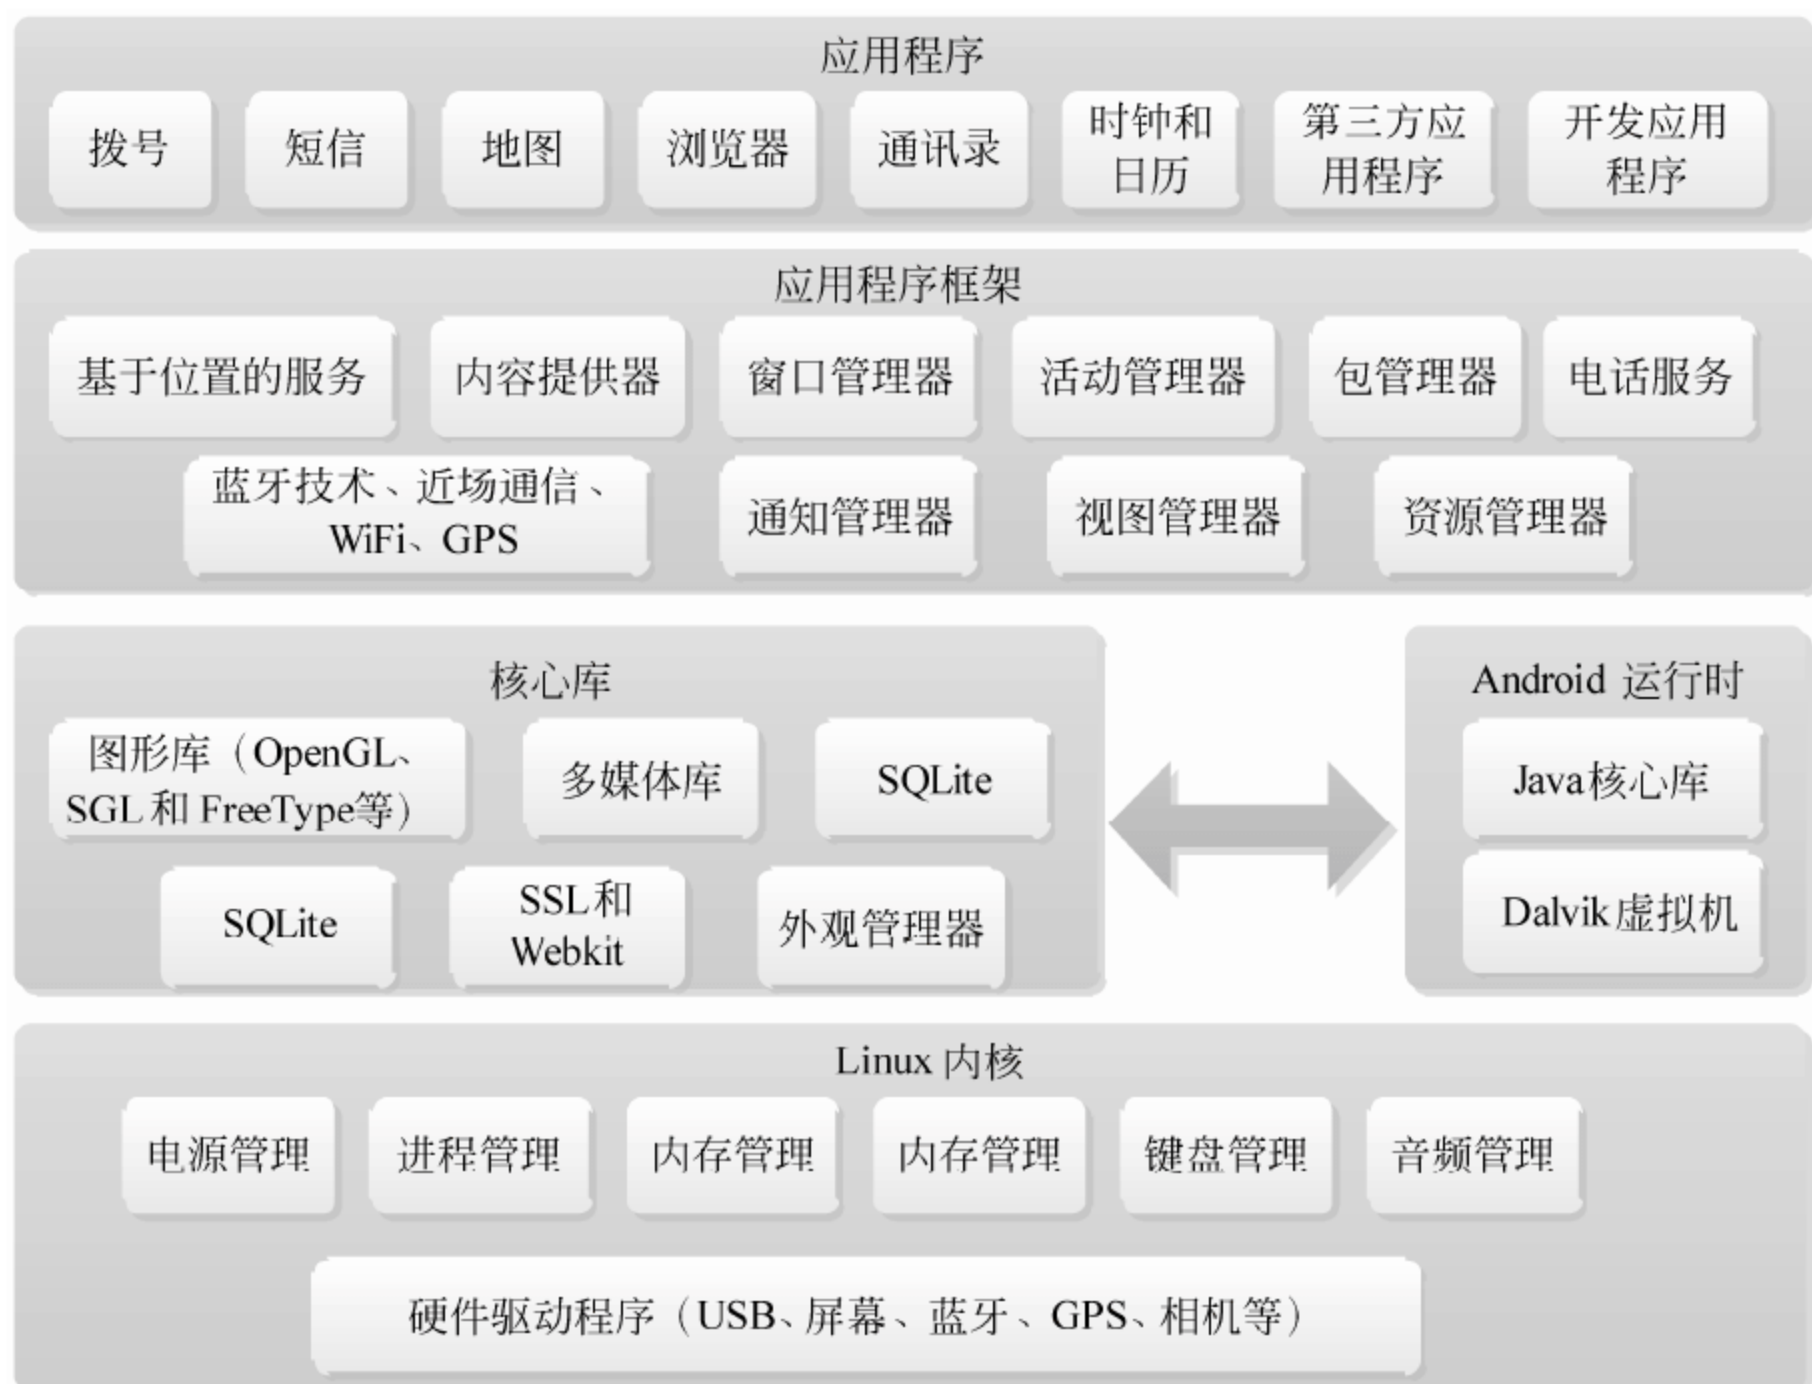 应用程序
拨号
短信
地图
浏览器
通讯录
时钟和
日历
第三方应
用程序
开发应用
程序
应用程序框架
基于位置的服务
内容提供器
窗口管理器
活动管理器
包管理器
电话服务
蓝牙技术、近场通信、
WiFi、GPS
通知管理器
视图管理器
资源管理器
核心库
图形库（OpenGL、
SGL 和 FreeType等）
多媒体库
SQLite
SQLite
SSL和
Webkit
外观管理器
Android 运行时
Java核心库
Dalvik虚拟机
Linux 内核
电源管理
进程管理
内存管理
内存管理
键盘管理
音频管理
硬件驱动程序（USB、屏幕、蓝牙、GPS、相机等）